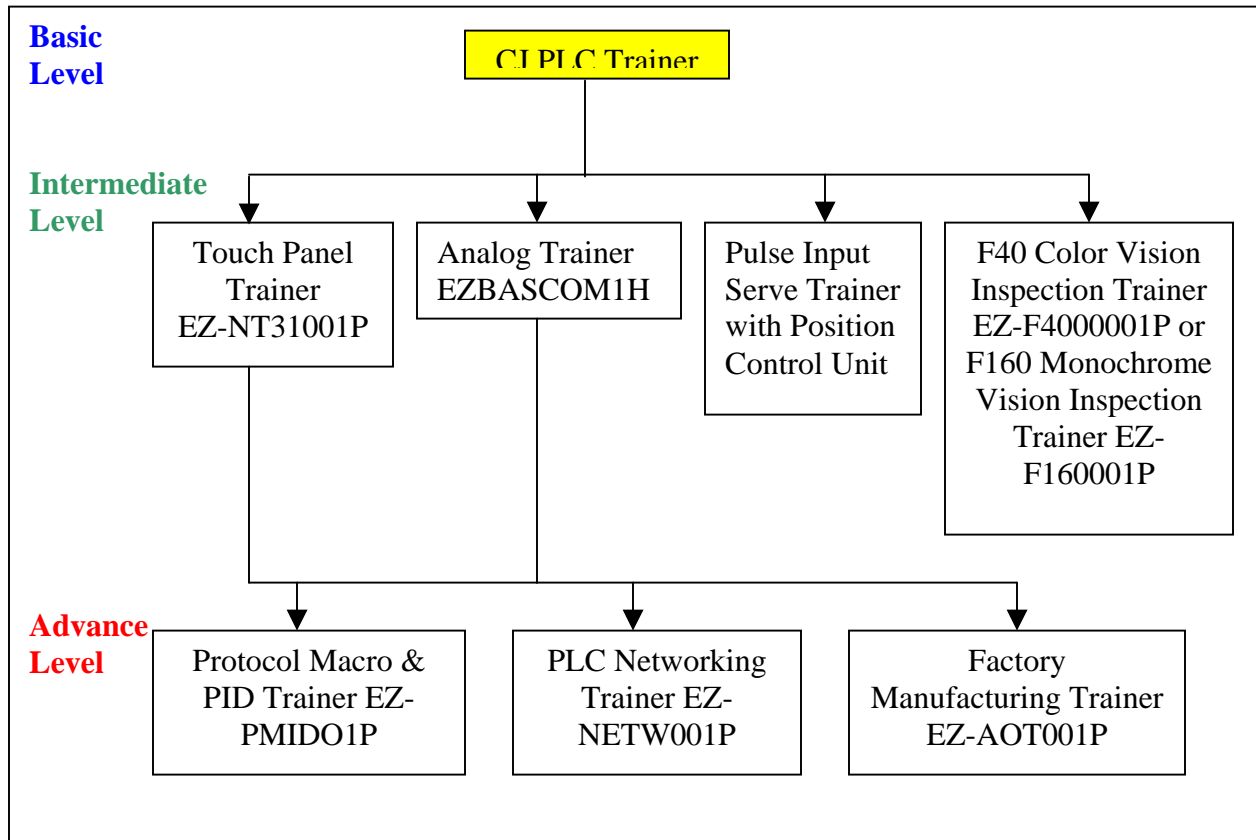 Basic
Level
CJ PLC Trainer
Intermediate
Level
Touch Panel
Trainer
EZ-NT31001P
Analog Trainer
EZBASCOM1H
Pulse Input
Serve Trainer
with Position
Control Unit
F40 Color Vision
Inspection Trainer
EZ-F4000001P or
F160 Monochrome
Vision Inspection
Trainer EZ-
F160001P
Advance
Level
Protocol Macro &
PID Trainer EZ-
PMIDO1P
PLC Networking
Trainer EZ-
NETW001P
Factory
Manufacturing Trainer
EZ-AOT001P